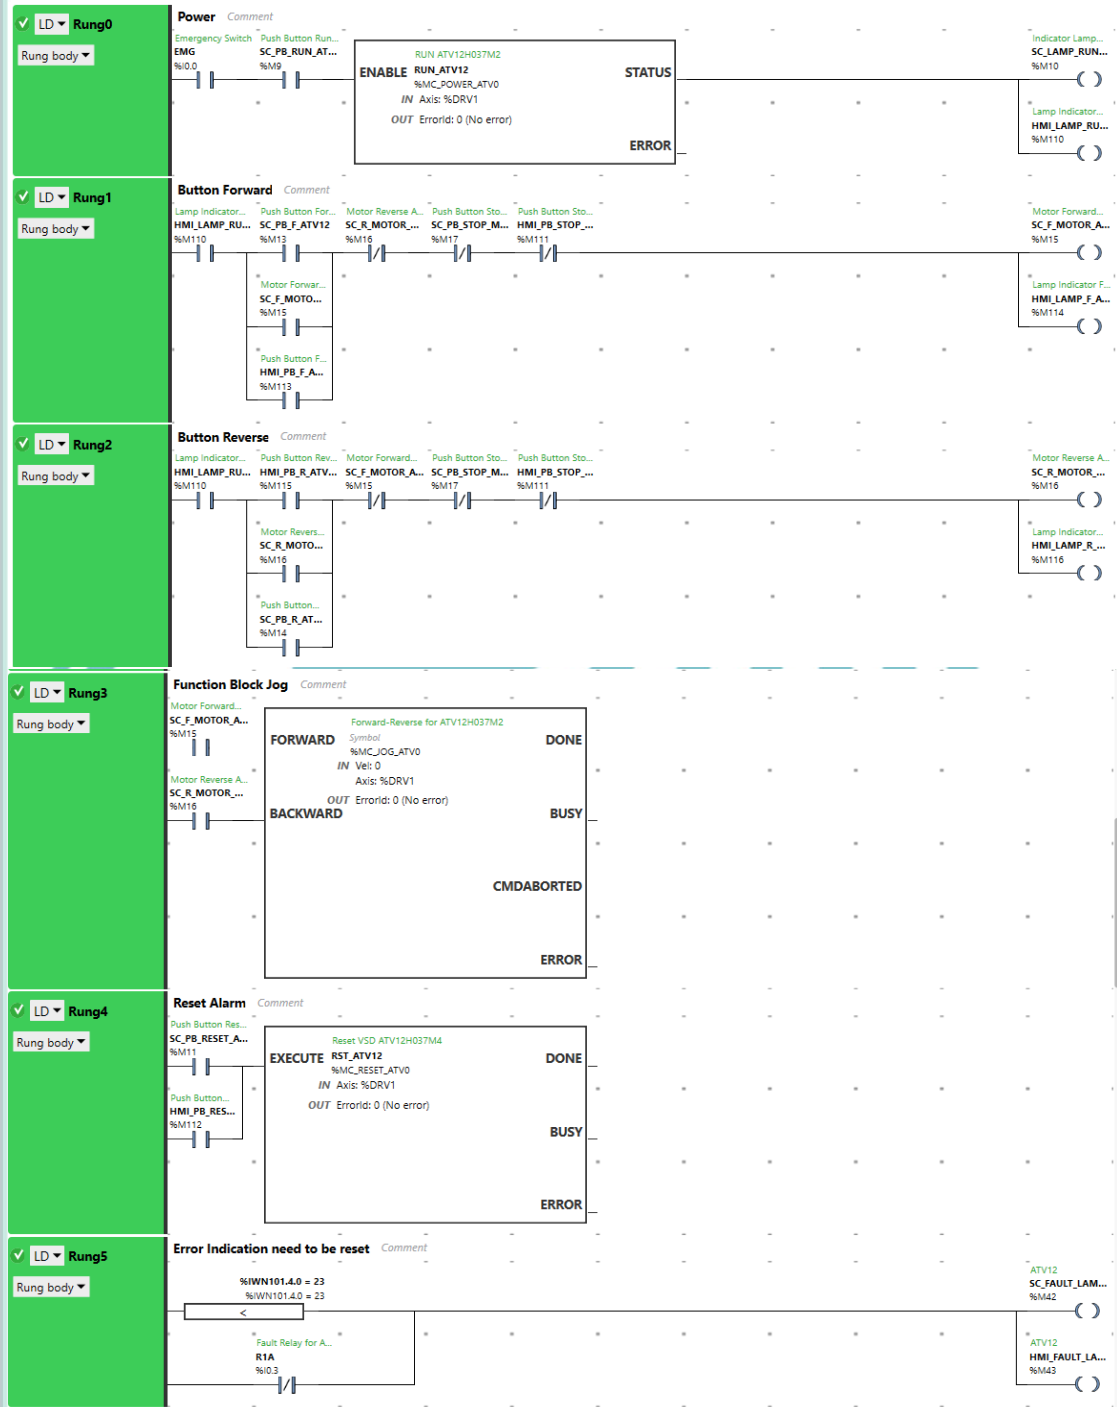 LD Rung0
Rung body
Power Comment
Emergency Switch Push Button Run...
EMG SC_PB_RUN_AT...
%I0.0 %M9
RUN ATV12H037M2
ENABLE RUN_ATV12 STATUS
%MC_POWER_ATV0
IN Axis: %DRV1
OUT ErrorId: 0 (No error)
ERROR
Indicator Lamp...
SC_LAMP_RUN...
%M10
Lamp Indicator...
HMI_LAMP_RU...
%M110
LD Rung1
Rung body
Button Forward Comment
Lamp Indicator... Push Button For... Motor Reverse A... Push Button Sto... Push Button Sto...
HMI_LAMP_RU... SC_PB_F_ATV12 SC_R_MOTOR_... SC_PB_STOP_M... HMI_PB_STOP_...
%M110 %M13 %M16 %M17 %M111
Motor Forward...
SC_F_MOTOR_A...
%M15
Motor Forwar...
SC_F_MOTO...
%M15
Lamp Indicator F...
HMI_LAMP_F_A...
%M114
Push Button F...
HMI_PB_F_A...
%M113
LD Rung2
Rung body
Button Reverse Comment
Lamp Indicator... Push Button Rev... Motor Forward... Push Button Sto... Push Button Sto...
HMI_LAMP_RU... HMI_PB_R_ATV... SC_F_MOTOR_A... SC_PB_STOP_M... HMI_PB_STOP_...
%M110 %M115 %M15 %M17 %M111
Motor Reverse A...
SC_R_MOTOR_...
%M16
Motor Revers...
SC_R_MOTO...
%M16
Lamp Indicator...
HMI_LAMP_R_...
%M116
Push Button...
SC_PB_R_AT...
%M14
LD Rung3
Rung body
Function Block Jog Comment
Motor Forward...
SC_F_MOTOR_A...
%M15
Forward-Reverse for ATV12H037M2
FORWARD Symbol DONE
%MC_JOG_ATV0
IN Vel: 0
Axis: %DRV1
OUT ErrorId: 0 (No error)
Motor Reverse A...
SC_R_MOTOR_...
%M16
BACKWARD BUSY
CMDABORTED
ERROR
LD Rung4
Rung body
Reset Alarm Comment
Push Button Res...
SC_PB_RESET_A...
%M11
Reset VSD ATV12H037M4
EXECUTE RST_ATV12 DONE
%MC_RESET_ATV0
IN Axis: %DRV1
OUT ErrorId: 0 (No error)
Push Button...
HMI_PB_RES...
%M112
BUSY
ERROR
LD Rung5
Rung body
Error Indication need to be reset Comment
%IWN101.4.0 = 23
%IWN101.4.0 = 23
<
ATV12
SC_FAULT_LAM...
%M42
Fault Relay for A...
R1A
%I0.3
ATV12
HMI_FAULT_LA...
%M43